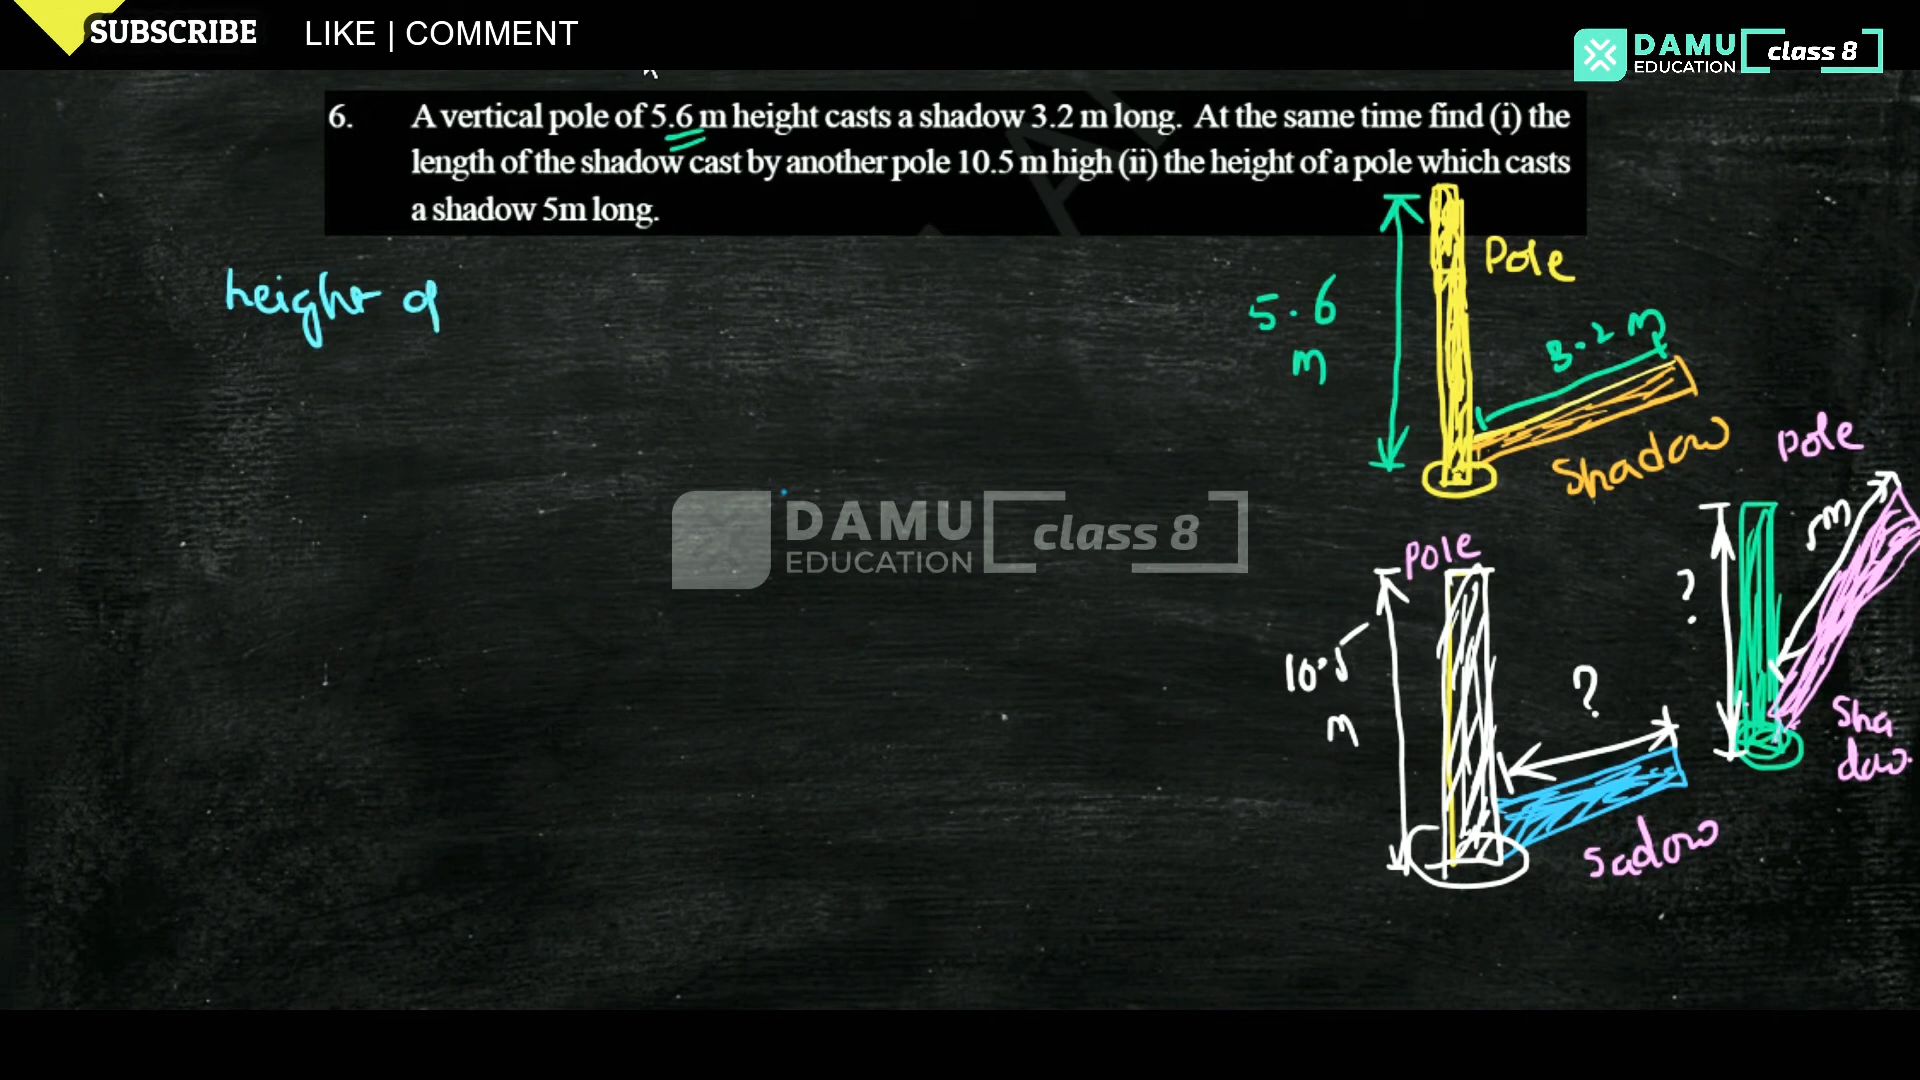 SUBSCRIBE LIKE | COMMENT
DAMU EDUCATION class 8
6. A vertical pole of 5.6 m height casts a shadow 3.2 m long. At the same time find (i) the
length of the shadow cast by another pole 10.5 m high (ii) the height of a pole which casts
a shadow 5m long.
height of
Pole
5.6
m
3.2 m
Shadow
DAMU EDUCATION class 8
Pole
10.5
m
?
Sadow
Pole
5m
?
Sha
dow